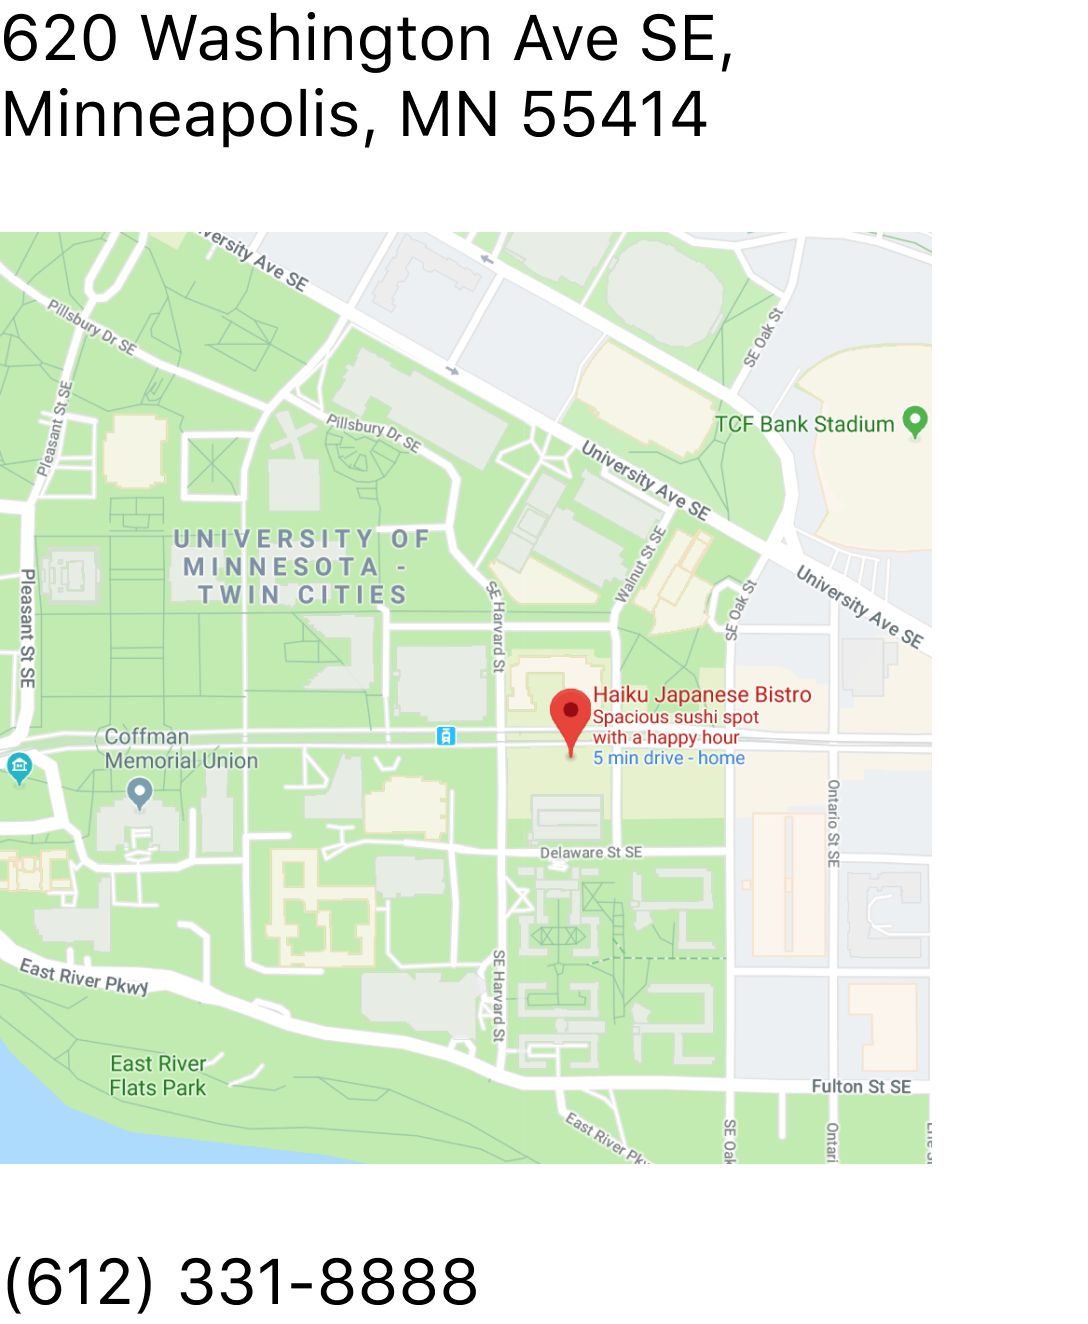 620 Washington Ave SE,
Minneapolis, MN 55414
University Ave SE
Pillsbury Dr SE
SE Oak St
Pleasant St SE
TCF Bank Stadium
Pillsbury Dr SE
University Ave SE
UNIVERSITY OF
MINNESOTA -
TWIN CITIES
Walnut St SE
Pleasant St SE
SE Harvard St
SE Oak St
University Ave SE
Haiku Japanese Bistro
Spacious sushi spot
with a happy hour
5 min drive - home
Coffman
Memorial Union
Ontario St SE
Delaware St SE
East River Pkwy
SE Harvard St
East River
Flats Park
Fulton St SE
East River Pkw
SE Oak
Ontari
(612) 331-8888